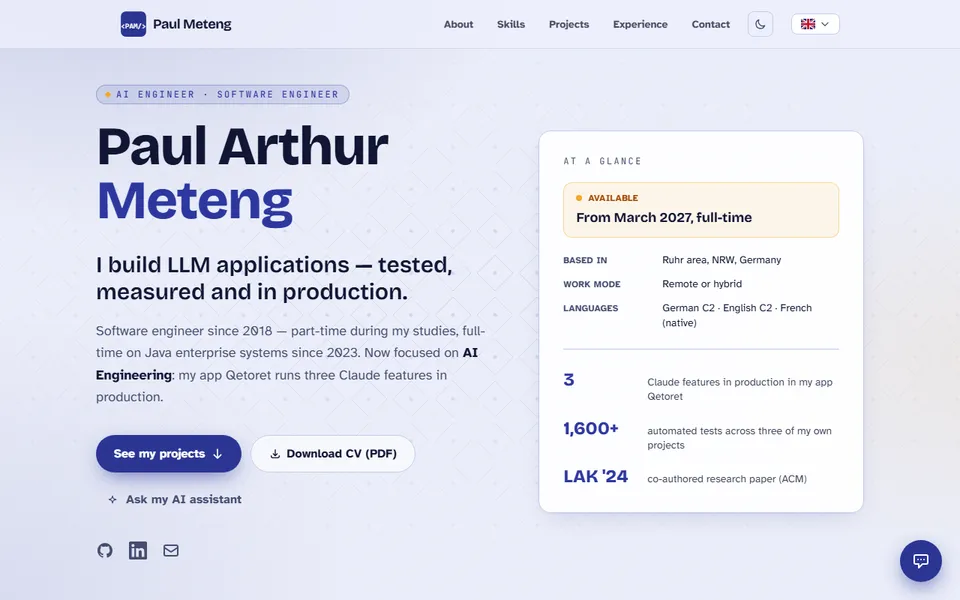 <PAM/> Paul Meteng
About Skills Projects Experience Contact
AI ENGINEER · SOFTWARE ENGINEER
Paul Arthur
Meteng
I build LLM applications — tested,
measured and in production.
Software engineer since 2018 — part-time during my studies, full-
time on Java enterprise systems since 2023. Now focused on AI
Engineering: my app Qetoret runs three Claude features in
production.
See my projects ↓
Download CV (PDF)
Ask my AI assistant
AT A GLANCE
AVAILABLE
From March 2027, full-time
BASED IN Ruhr area, NRW, Germany
WORK MODE Remote or hybrid
LANGUAGES German C2 · English C2 · French
(native)
3 Claude features in production in my app
Qetoret
1,600+ automated tests across three of my own
projects
LAK '24 co-authored research paper (ACM)